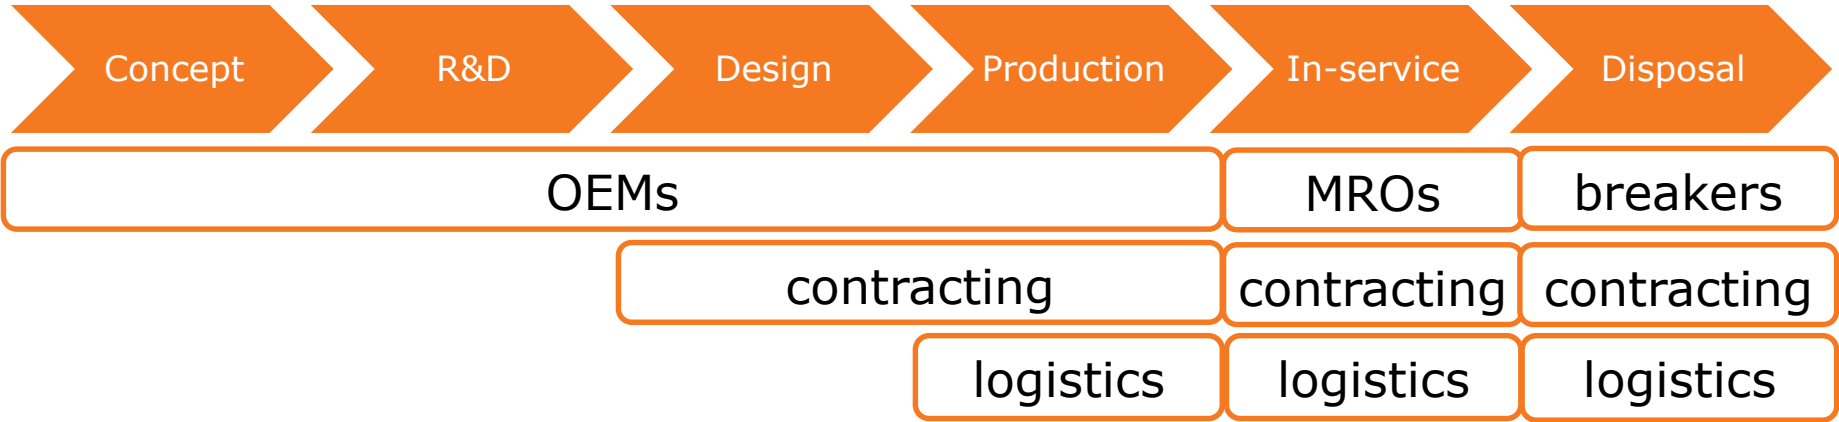 Concept R&D Design Production In-service Disposal
OEMs MROs breakers
contracting contracting contracting
logistics logistics logistics